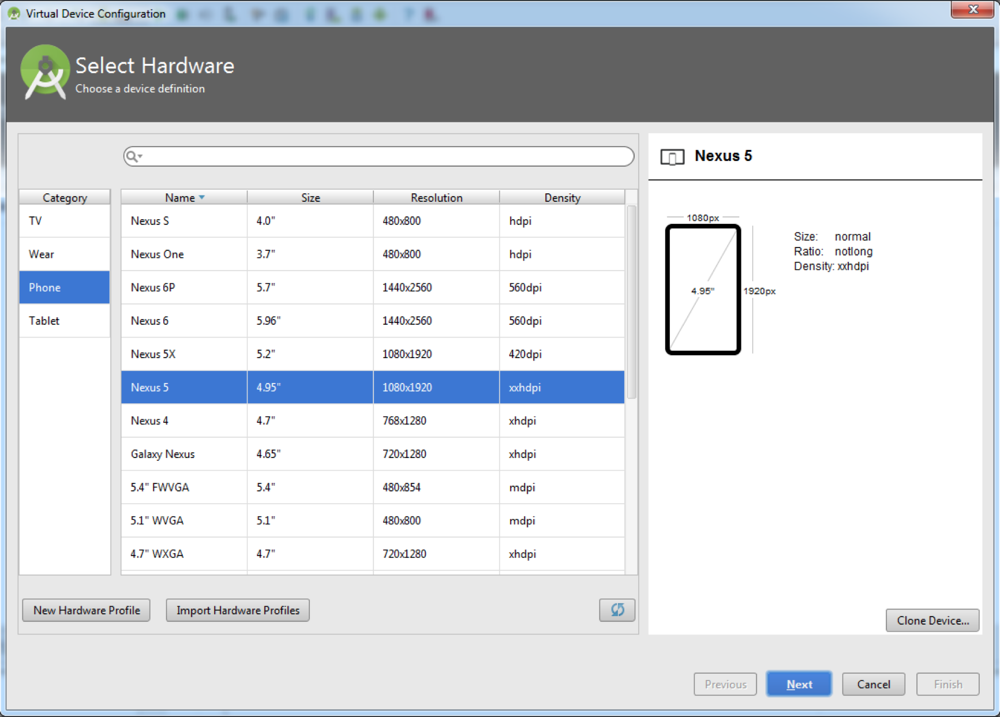 Virtual Device Configuration
Select Hardware
Choose a device definition
Category
TV
Wear
Phone
Tablet
Name Size Resolution Density
Nexus S 4.0" 480x800 hdpi
Nexus One 3.7" 480x800 hdpi
Nexus 6P 5.7" 1440x2560 560dpi
Nexus 6 5.96" 1440x2560 560dpi
Nexus 5X 5.2" 1080x1920 420dpi
Nexus 5 4.95" 1080x1920 xxhdpi
Nexus 4 4.7" 768x1280 xhdpi
Galaxy Nexus 4.65" 720x1280 xhdpi
5.4" FWVGA 5.4" 480x854 mdpi
5.1" WVGA 5.1" 480x800 mdpi
4.7" WXGA 4.7" 720x1280 xhdpi
New Hardware Profile
Import Hardware Profiles
Nexus 5
1080px
4.95"
1920px
Size: normal
Ratio: notlong
Density: xxhdpi
Clone Device...
Previous
Next
Cancel
Finish